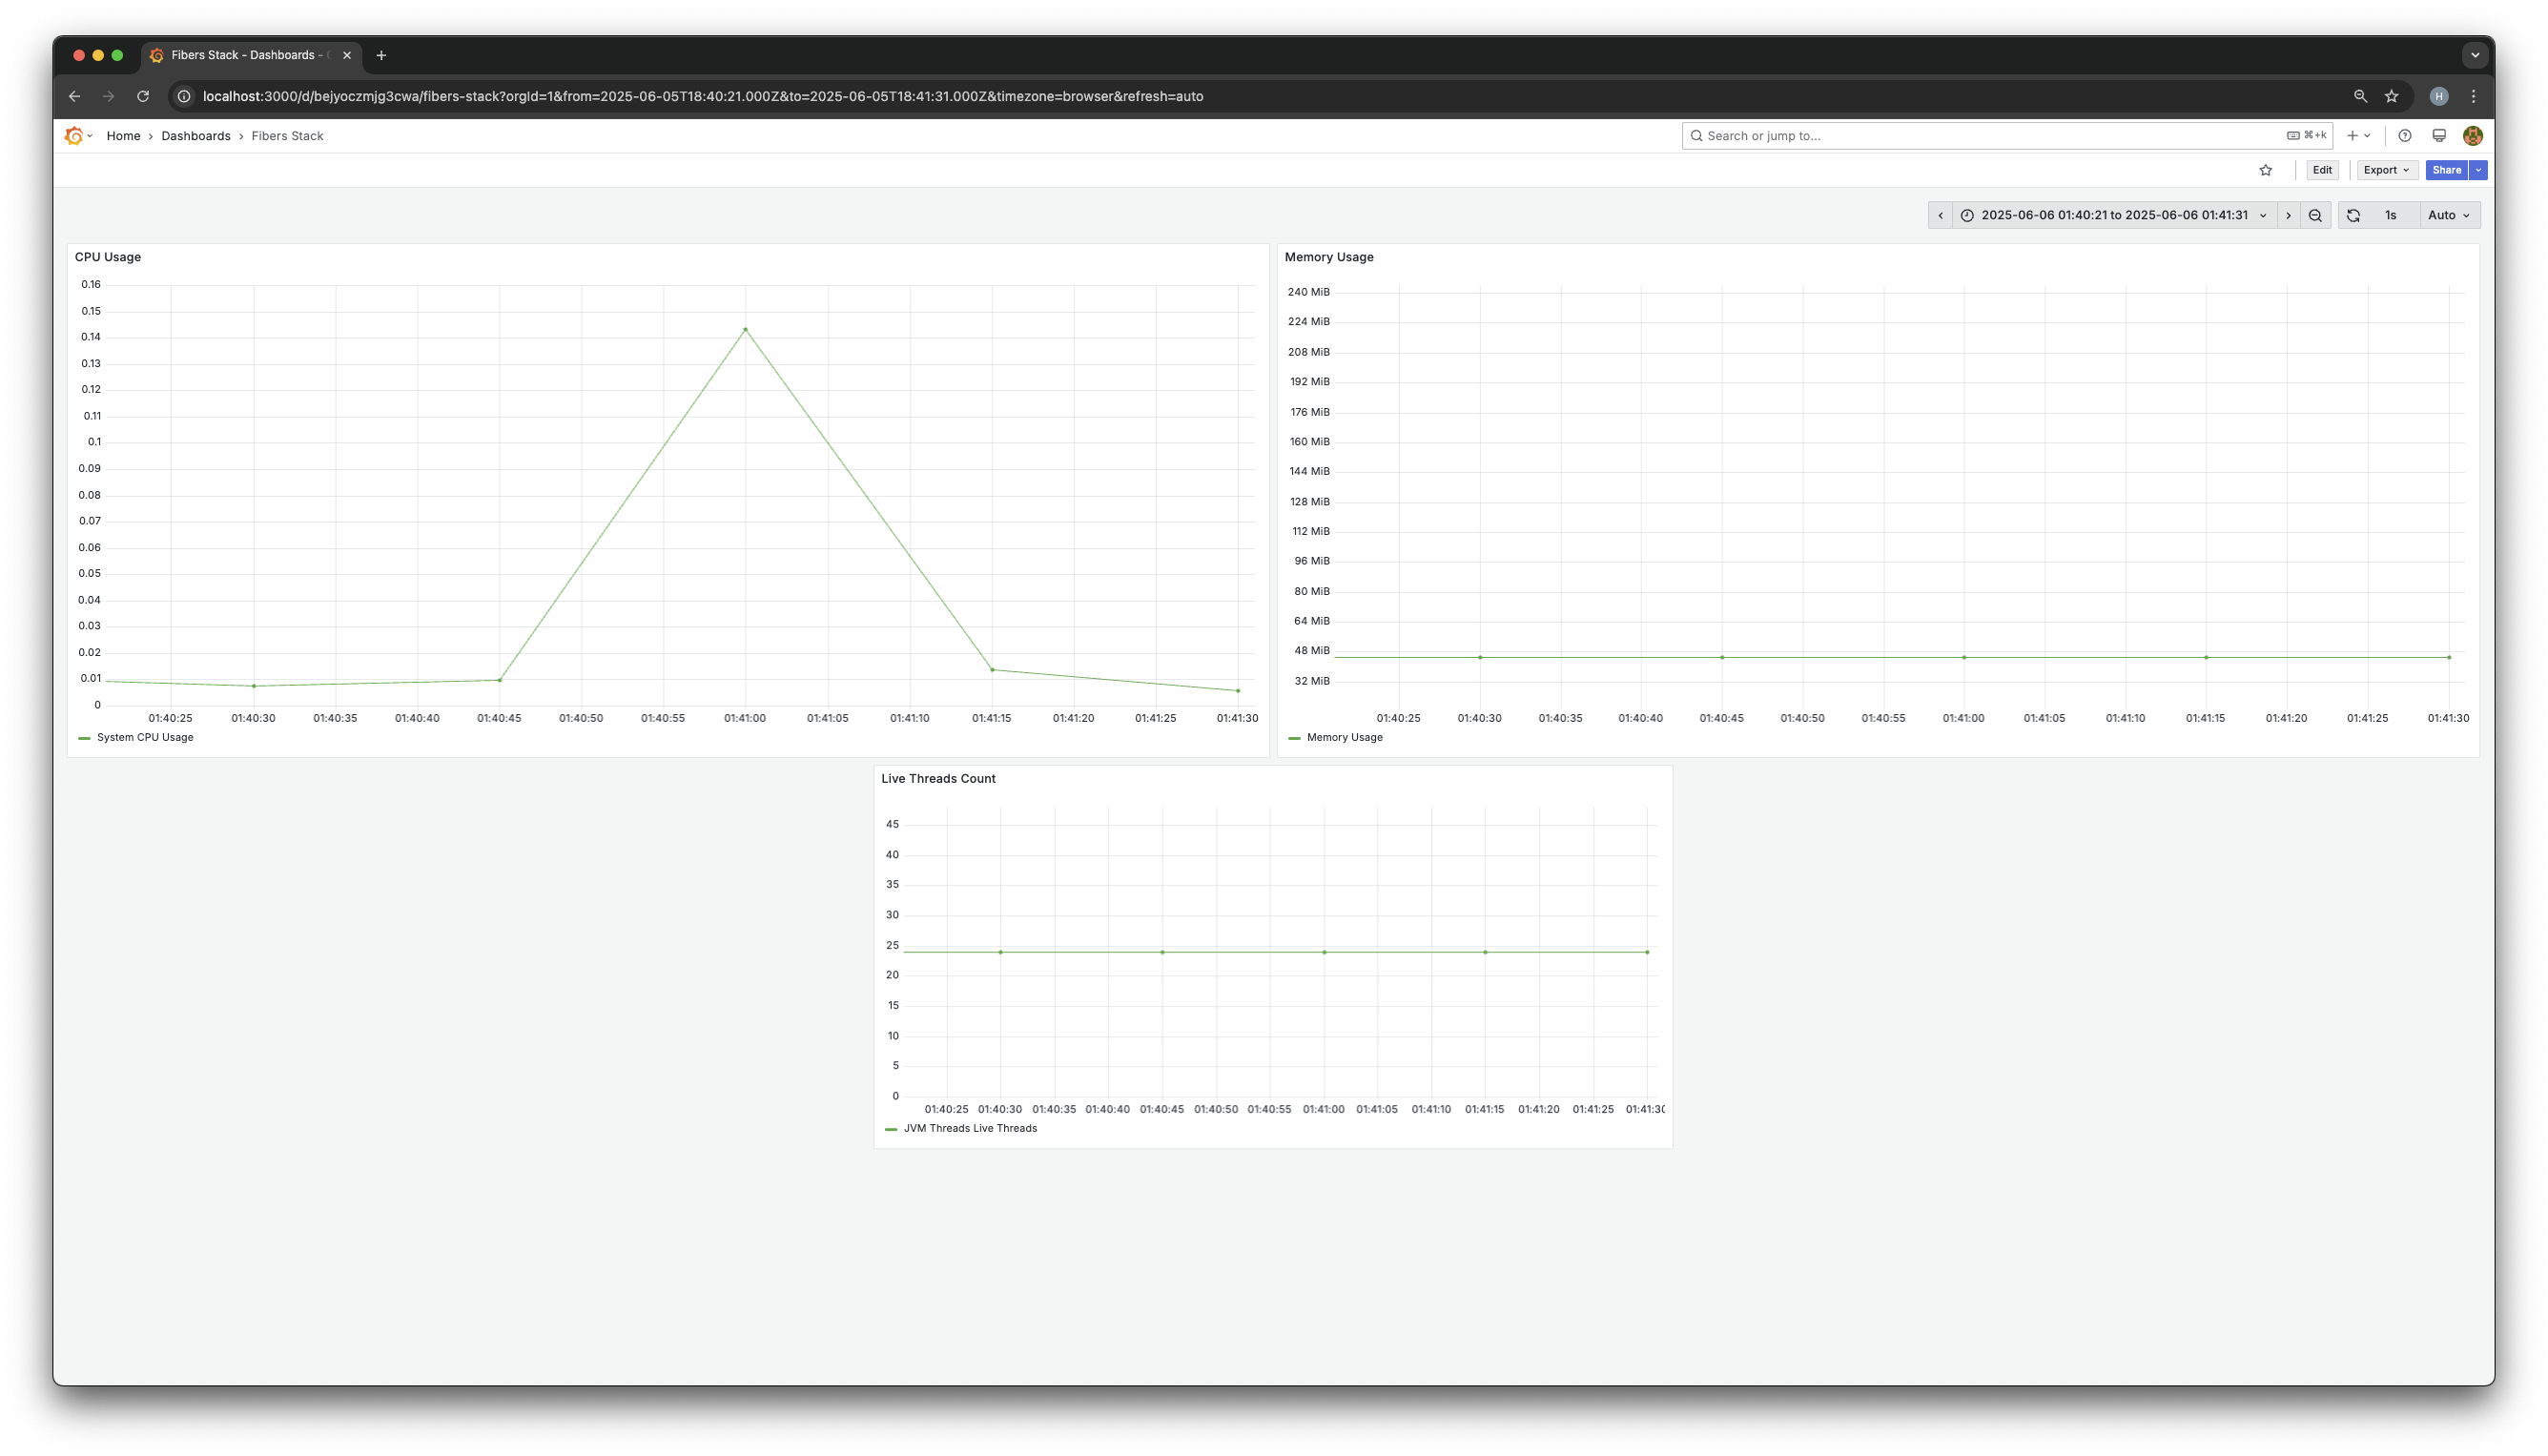 Fibers Stack - Dashboards -
localhost:3000/d/bejyoczmjg3cwa/fibers-stack?orgId=1&from=2025-06-05T18:40:21.000Z&to=2025-06-05T18:41:31.000Z&timezone=browser&refresh=auto
H
Home › Dashboards › Fibers Stack
Search or jump to...
⌘+k
Edit
Export
Share
2025-06-06 01:40:21 to 2025-06-06 01:41:31
1s
Auto
CPU Usage
0.16
0.15
0.14
0.13
0.12
0.11
0.1
0.09
0.08
0.07
0.06
0.05
0.04
0.03
0.02
0.01
0
01:40:25 01:40:30 01:40:35 01:40:40 01:40:45 01:40:50 01:40:55 01:41:00 01:41:05 01:41:10 01:41:15 01:41:20 01:41:25 01:41:30
System CPU Usage
Memory Usage
240 MiB
224 MiB
208 MiB
192 MiB
176 MiB
160 MiB
144 MiB
128 MiB
112 MiB
96 MiB
80 MiB
64 MiB
48 MiB
32 MiB
01:40:25 01:40:30 01:40:35 01:40:40 01:40:45 01:40:50 01:40:55 01:41:00 01:41:05 01:41:10 01:41:15 01:41:20 01:41:25 01:41:30
Memory Usage
Live Threads Count
45
40
35
30
25
20
15
10
5
0
01:40:25 01:40:30 01:40:35 01:40:40 01:40:45 01:40:50 01:40:55 01:41:00 01:41:05 01:41:10 01:41:15 01:41:20 01:41:25 01:41:30
JVM Threads Live Threads